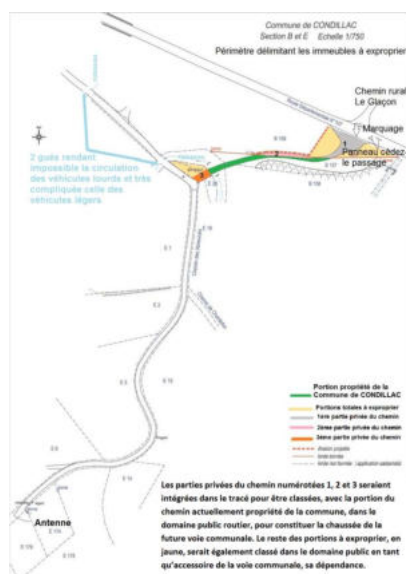 Commune de CONDILLAC
Section B et E Echelle 1/750
Périmètre délimitant les immeubles à exproprier
Chemin rural
Le Glaçon
Marquage
1
Panneau cédez
le passage
2
3
2 gués rendant
impossible la circulation
des véhicules lourds et très
compliquée celle des
véhicules légers
Portion propriété de la
Commune de CONDILLAC
Portions totales à exproprier
1ère partie privée du chemin
2ème partie privée du chemin
3ème partie privée du chemin
Antenne
Les parties privées du chemin numérotées 1, 2 et 3 seraient
intégrées dans le tracé pour être classées, avec la portion du
chemin actuellement propriété de la commune, dans le
domaine public routier, pour constituer la chaussée de la
future voie communale. Le reste des portions à exproprier, en
jaune, serait également classé dans le domaine public en tant
qu'accessoire de la voie communale, sa dépendance.